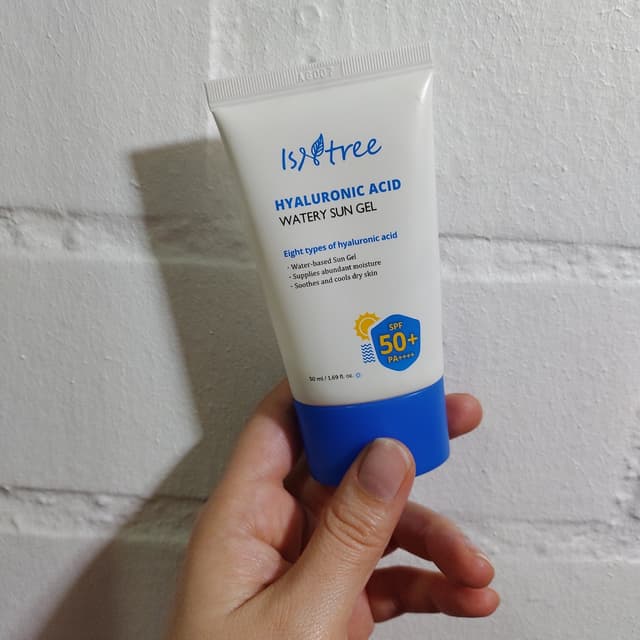 Isntree
HYALURONIC ACID
WATERY SUN GEL
Eight types of hyaluronic acid
- Water-based Sun Gel
- Supplies abundant moisture
- Soothes and cools dry skin
SPF
50+
PA++++
50 ml / 1.69 fl. oz.